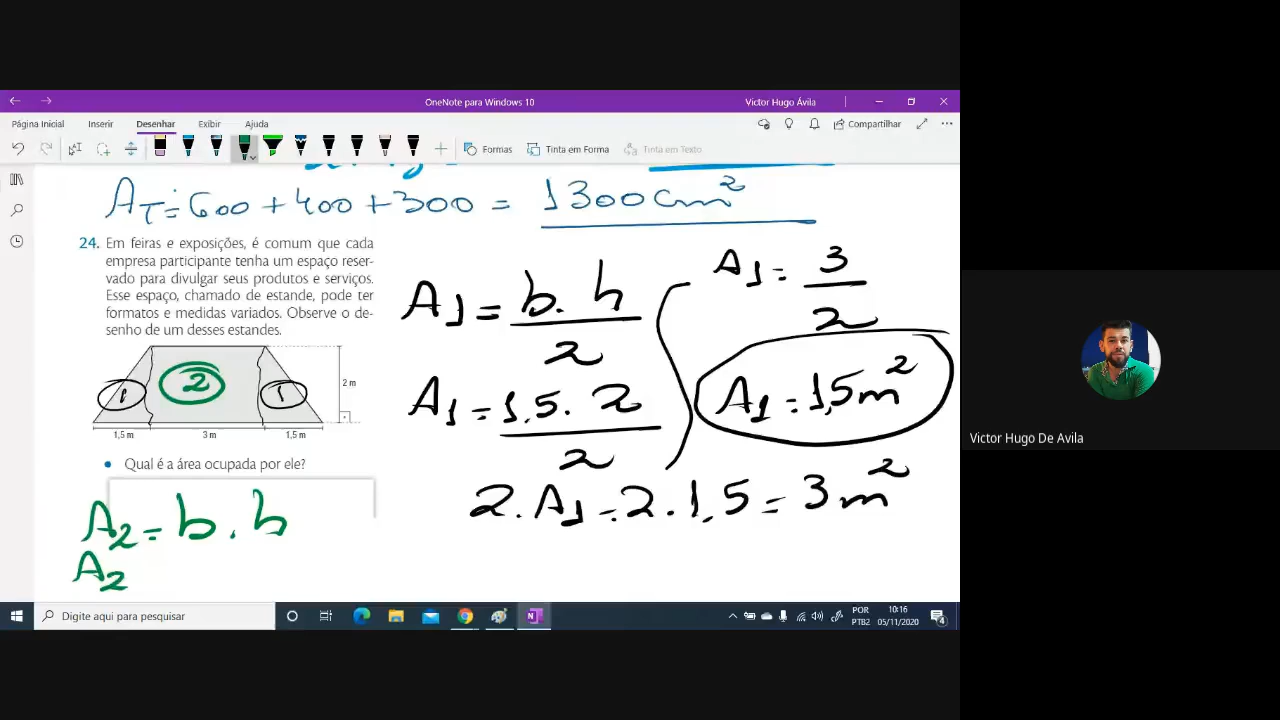 OneNote para Windows 10
Victor Hugo Ávila
Página Inicial Inserir Desenhar Exibir Ajuda
Compartilhar
Formas Tinta em Forma Tinta em Texto
A_T = 600 + 400 + 300 = 1300 cm²
24. Em feiras e exposições, é comum que cada
empresa participante tenha um espaço reser-
vado para divulgar seus produtos e serviços.
Esse espaço, chamado de estande, pode ter
formatos e medidas variados. Observe o de-
senho de um desses estandes.
1 2 1
2 m
1,5 m 3 m 1,5 m
• Qual é a área ocupada por ele?
A2 = b . h
A2
A1 = b . h
2
A1 = 1,5 . 2
2
A1 = 3
2
A1 = 1,5 m²
2 . A1 = 2 . 1,5 = 3 m²
Victor Hugo De Avila
Digite aqui para pesquisar
POR
PTB2
10:16
05/11/2020
4